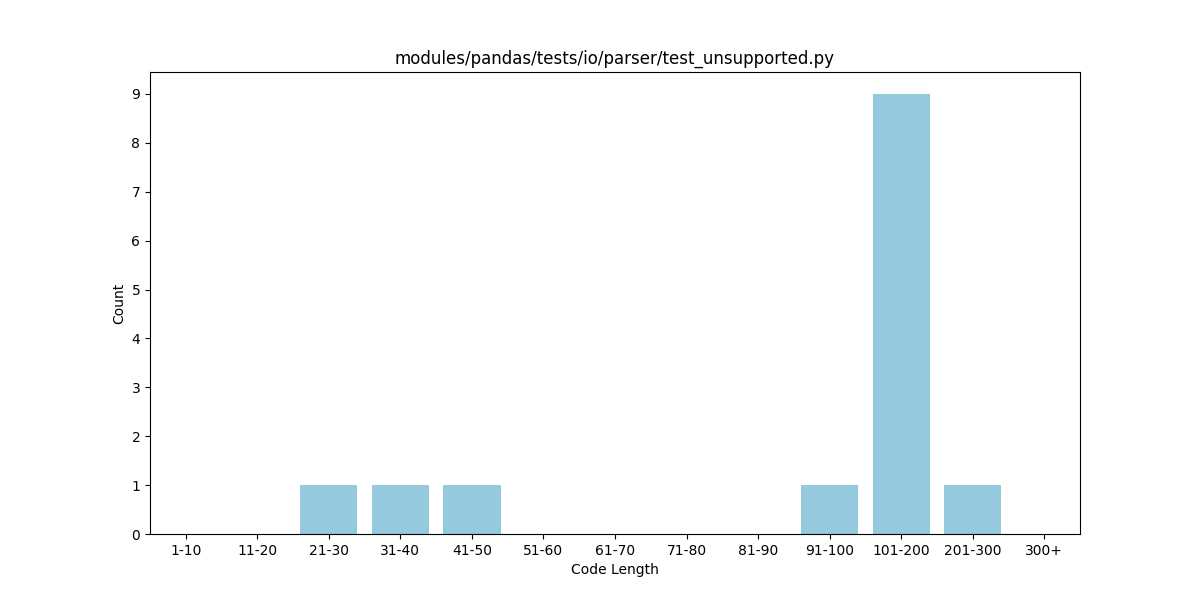 modules/pandas/tests/io/parser/test_unsupported.py
Count
9
8
7
6
5
4
3
2
1
0
1-10 11-20 21-30 31-40 41-50 51-60 61-70 71-80 81-90 91-100 101-200 201-300 300+
Code Length